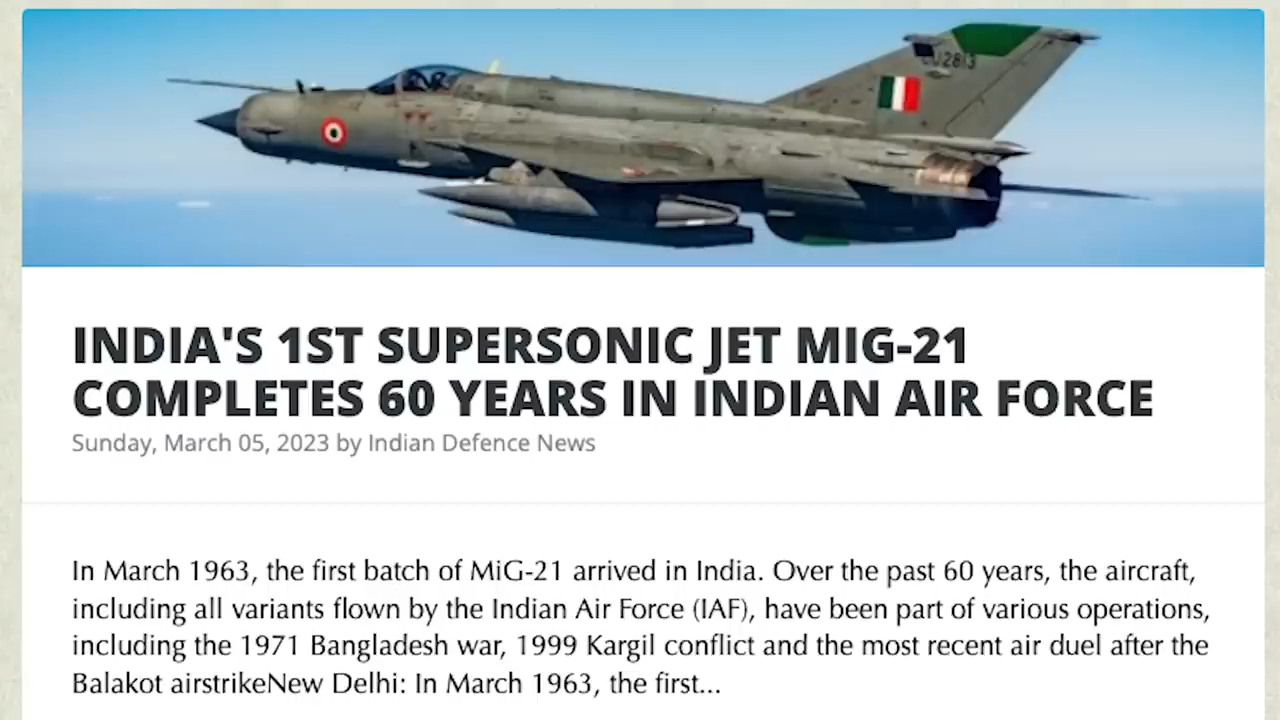 INDIA'S 1ST SUPERSONIC JET MIG-21
COMPLETES 60 YEARS IN INDIAN AIR FORCE
Sunday, March 05, 2023 by Indian Defence News
In March 1963, the first batch of MiG-21 arrived in India. Over the past 60 years, the aircraft,
including all variants flown by the Indian Air Force (IAF), have been part of various operations,
including the 1971 Bangladesh war, 1999 Kargil conflict and the most recent air duel after the
Balakot airstrikeNew Delhi: In March 1963, the first...